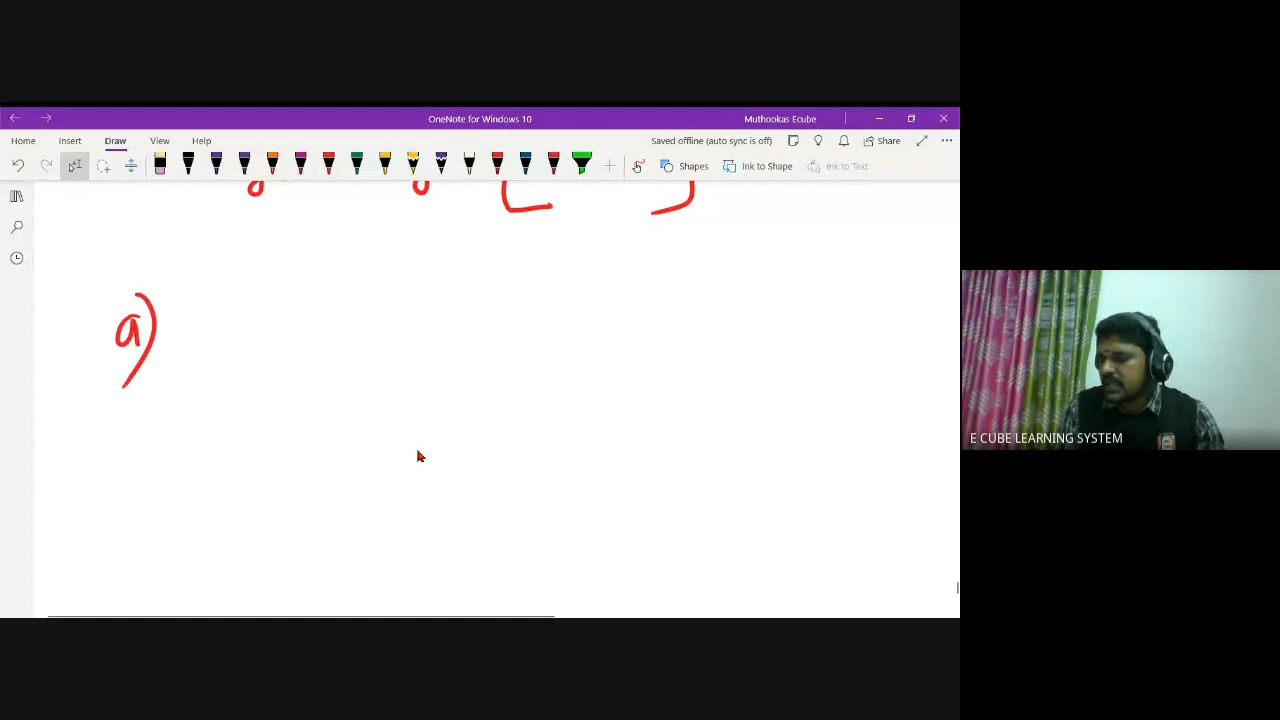 OneNote for Windows 10
Muthookas Ecube
Home Insert Draw View Help
Saved offline (auto sync is off)
Share
Shapes
Ink to Shape
Ink to Text
a)
E CUBE LEARNING SYSTEM